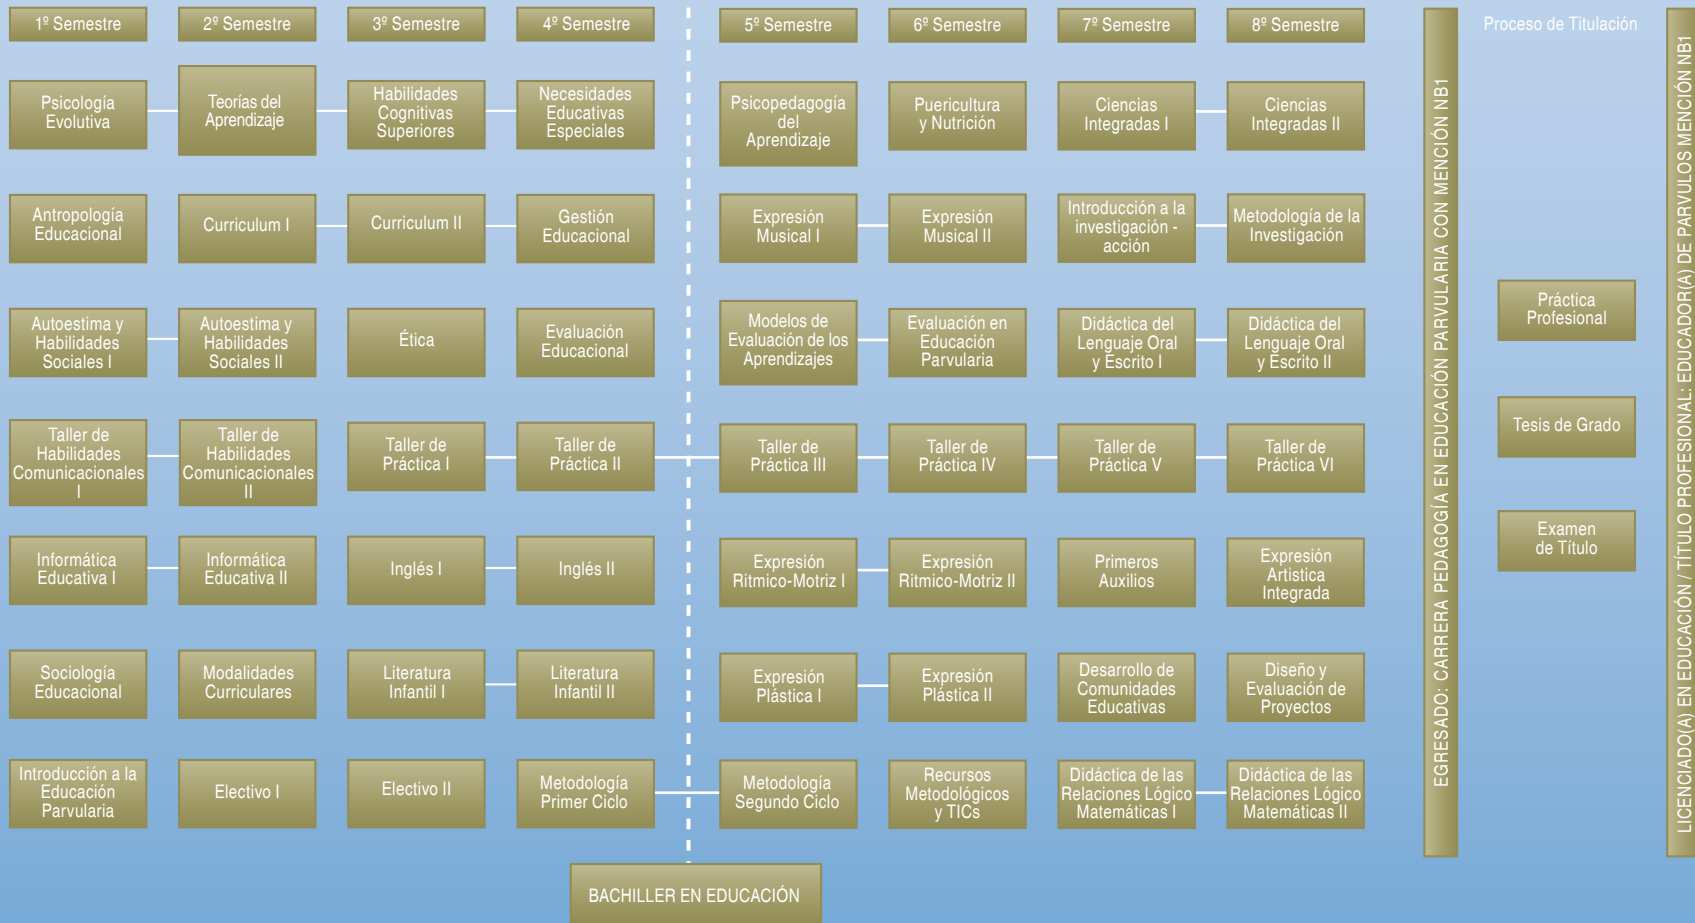 1º Semestre
2º Semestre
3º Semestre
4º Semestre
5º Semestre
6º Semestre
7º Semestre
8º Semestre
Proceso de Titulación
Psicología
Evolutiva
Teorías del
Aprendizaje
Habilidades
Cognitivas
Superiores
Necesidades
Educativas
Especiales
Psicopedagogía
del
Aprendizaje
Puericultura
y Nutrición
Ciencias
Integradas I
Ciencias
Integradas II
Antropología
Educacional
Curriculum I
Curriculum II
Gestión
Educacional
Expresión
Musical I
Expresión
Musical II
Introducción a la
investigación -
acción
Metodología de la
Investigación
Autoestima y
Habilidades
Sociales I
Autoestima y
Habilidades
Sociales II
Ética
Evaluación
Educacional
Modelos de
Evaluación de los
Aprendizajes
Evaluación en
Educación
Parvularia
Didáctica del
Lenguaje Oral
y Escrito I
Didáctica del
Lenguaje Oral
y Escrito II
Taller de
Habilidades
Comunicacionales
I
Taller de
Habilidades
Comunicacionales
II
Taller de
Práctica I
Taller de
Práctica II
Taller de
Práctica III
Taller de
Práctica IV
Taller de
Práctica V
Taller de
Práctica VI
Informática
Educativa I
Informática
Educativa II
Inglés I
Inglés II
Expresión
Ritmico-Motriz I
Expresión
Ritmico-Motriz II
Primeros
Auxilios
Expresión
Artistica
Integrada
Sociología
Educacional
Modalidades
Curriculares
Literatura
Infantil I
Literatura
Infantil II
Expresión
Plástica I
Expresión
Plástica II
Desarrollo de
Comunidades
Educativas
Diseño y
Evaluación de
Proyectos
Introducción a la
Educación
Parvularia
Electivo I
Electivo II
Metodología
Primer Ciclo
Metodología
Segundo Ciclo
Recursos
Metodológicos
y TICs
Didáctica de las
Relaciones Lógico
Matemáticas I
Didáctica de las
Relaciones Lógico
Matemáticas II
BACHILLER EN EDUCACIÓN
EGRESADO: CARRERA PEDAGOGÍA EN EDUCACIÓN PARVULARIA CON MENCIÓN NB1
Práctica
Profesional
Tesis de Grado
Examen
de Título
LICENCIADO(A) EN EDUCACIÓN / TÍTULO PROFESIONAL: EDUCADOR(A) DE PARVULOS MENCIÓN NB1